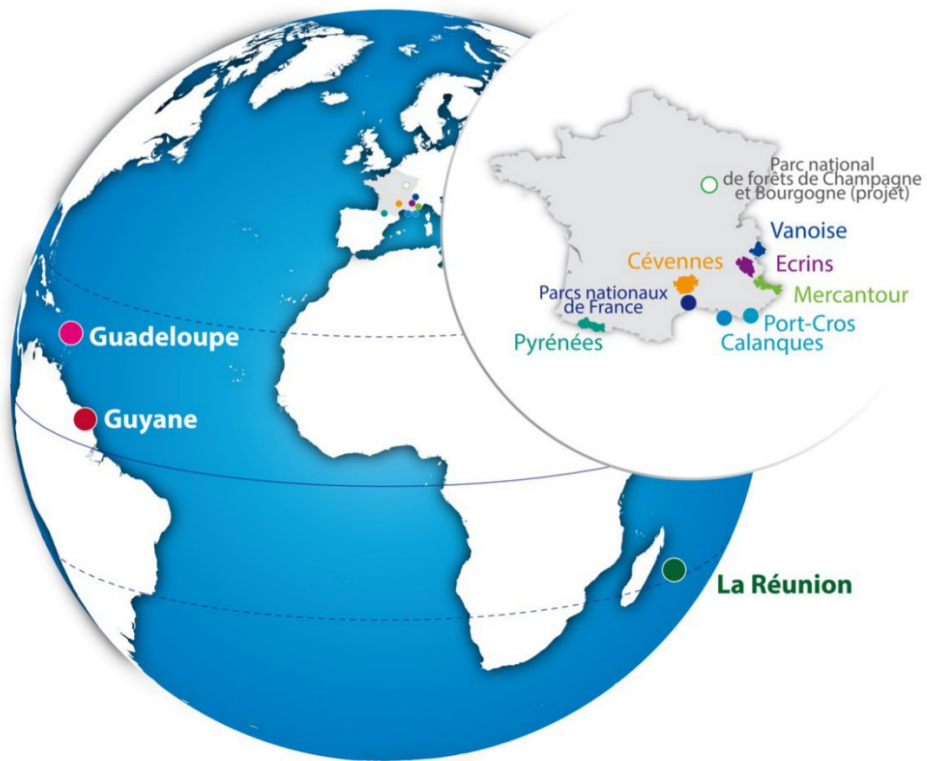 Parc national
de forêts de Champagne
et Bourgogne (projet)
Vanoise
Cévennes
Ecrins
Parcs nationaux
de France
Mercantour
Port-Cros
Pyrénées
Calanques
Guadeloupe
Guyane
La Réunion